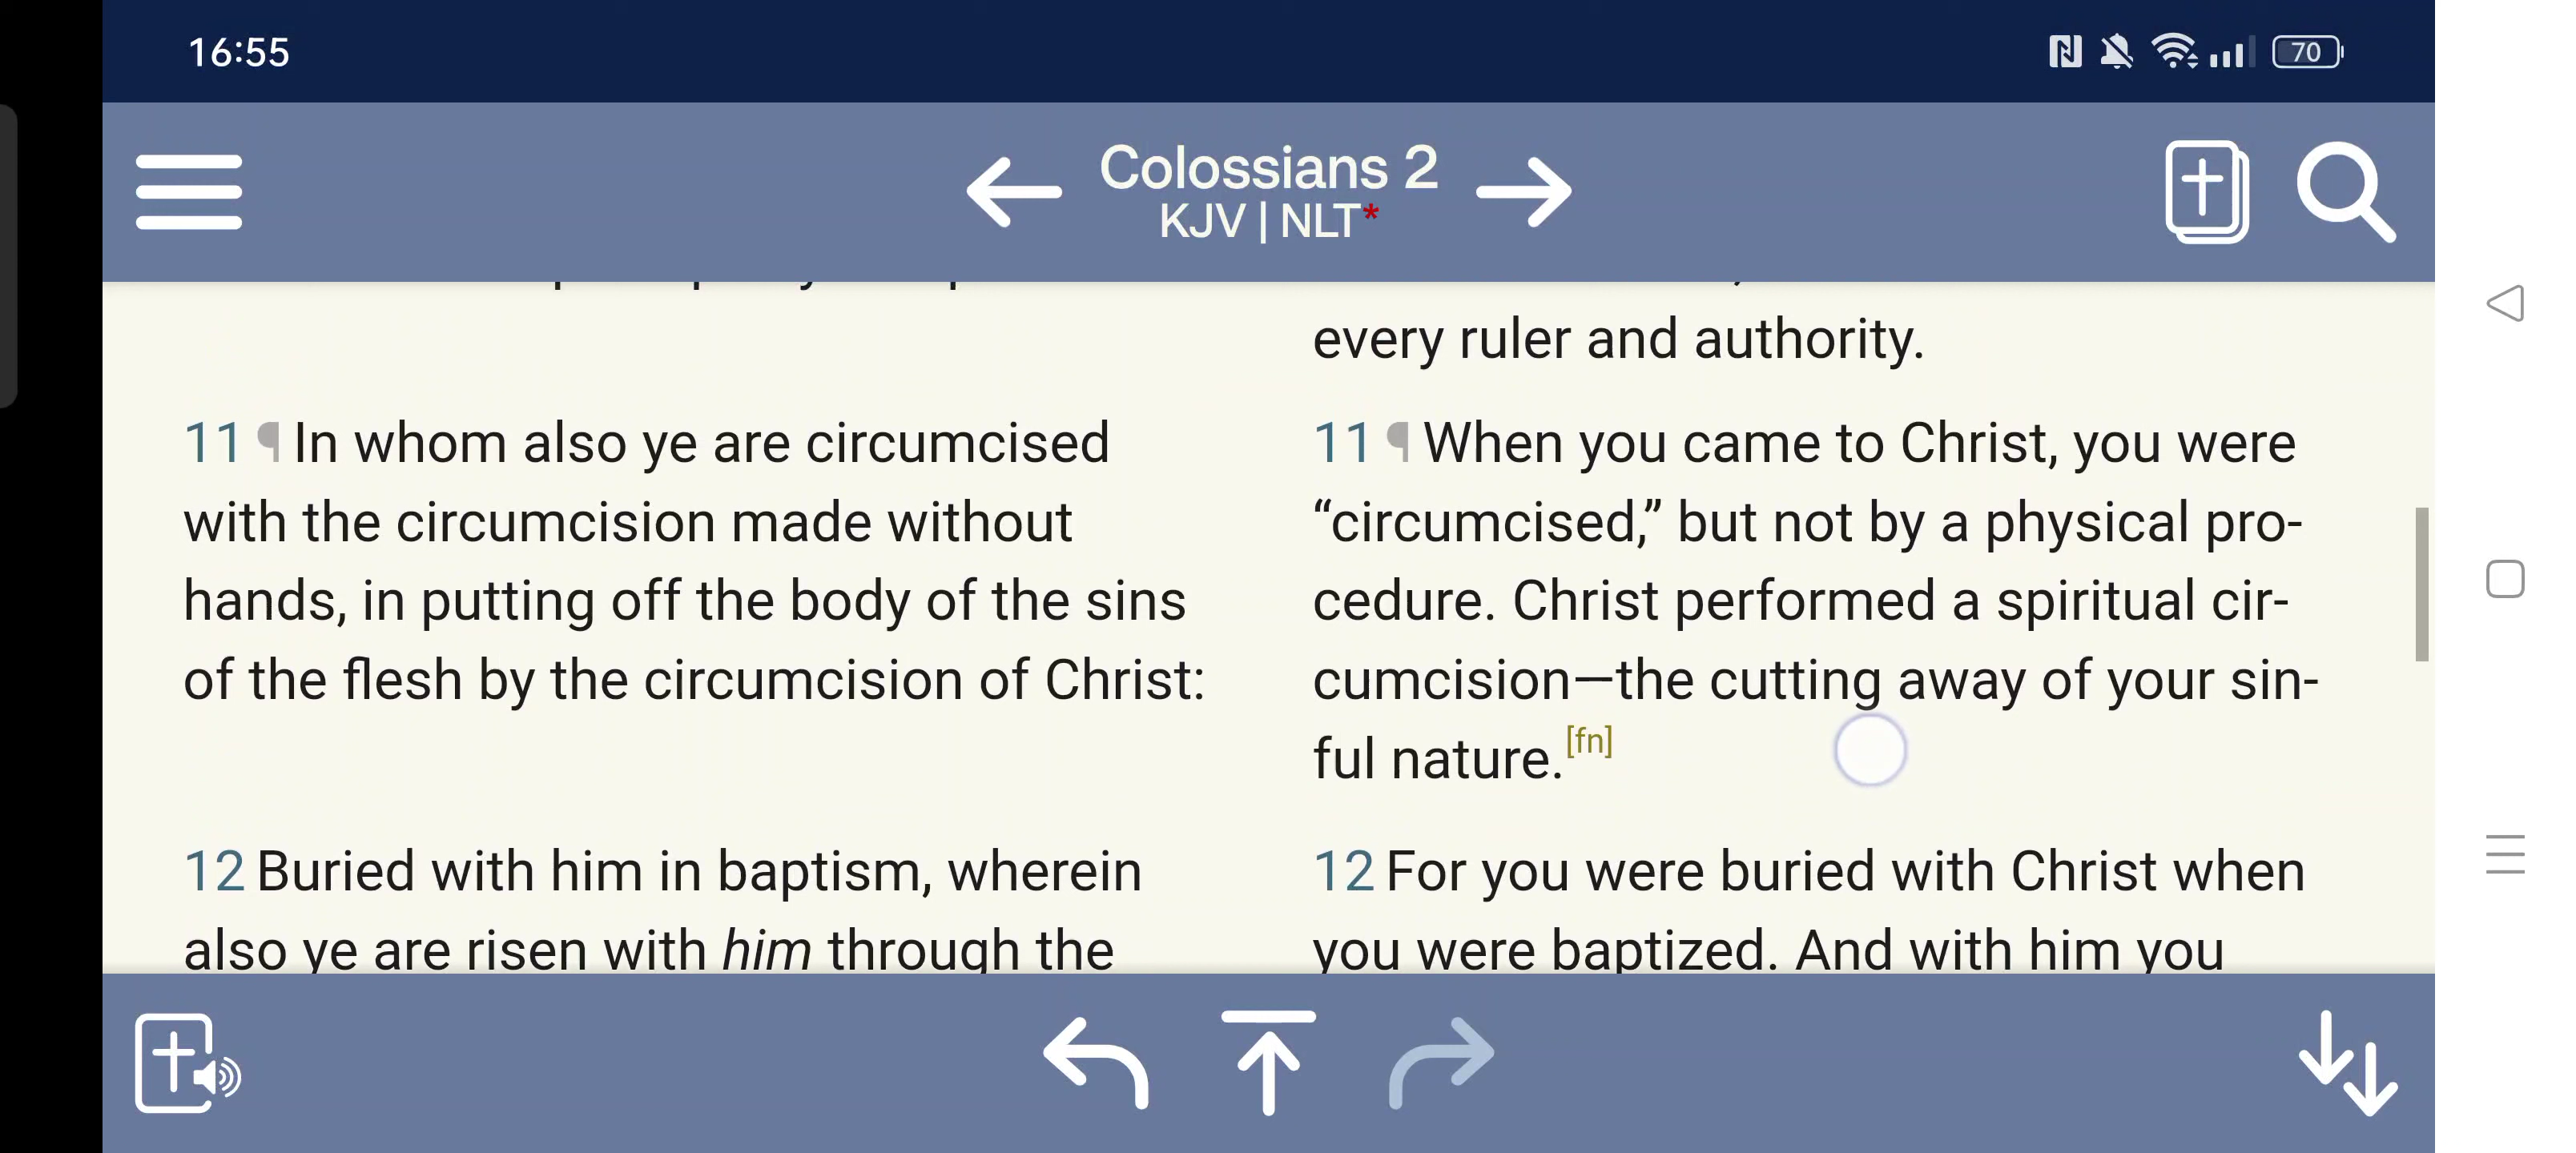 16:55
70
Colossians 2
KJV | NLT*
every ruler and authority.
11 ¶ In whom also ye are circumcised
with the circumcision made without
hands, in putting off the body of the sins
of the flesh by the circumcision of Christ:
12 Buried with him in baptism, wherein
also ye are risen with him through the
11 ¶ When you came to Christ, you were
“circumcised,” but not by a physical pro-
cedure. Christ performed a spiritual cir-
cumcision—the cutting away of your sin-
ful nature.[fn]
12 For you were buried with Christ when
you were baptized. And with him you